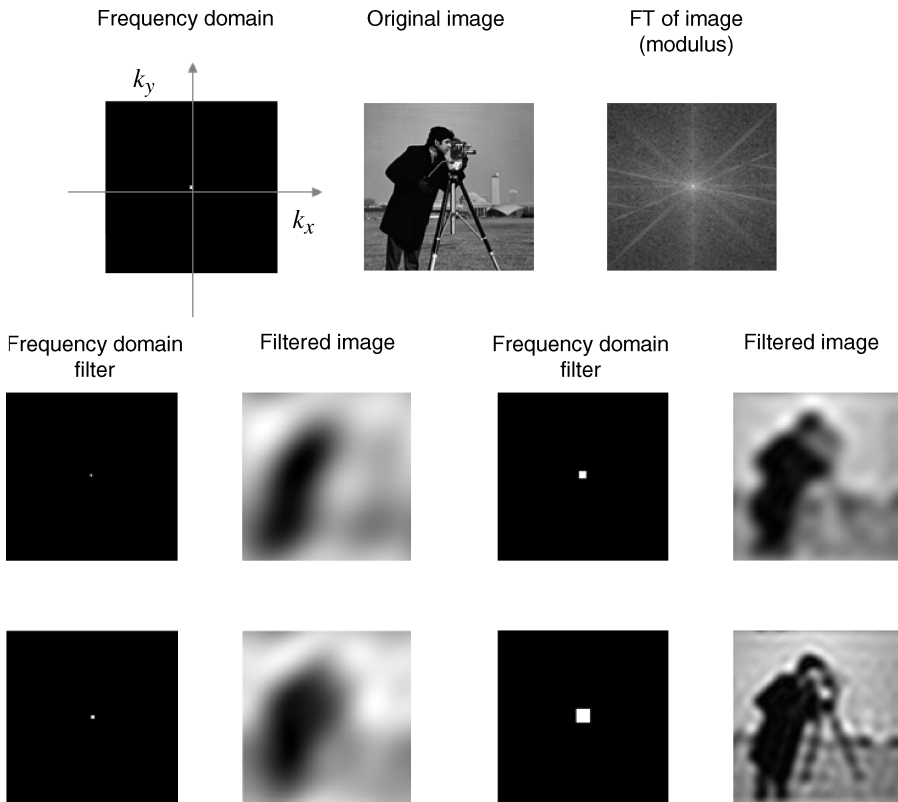 Frequency domain
Original image
FT of image
(modulus)
k_y
k_x
Frequency domain
filter
Filtered image
Frequency domain
filter
Filtered image